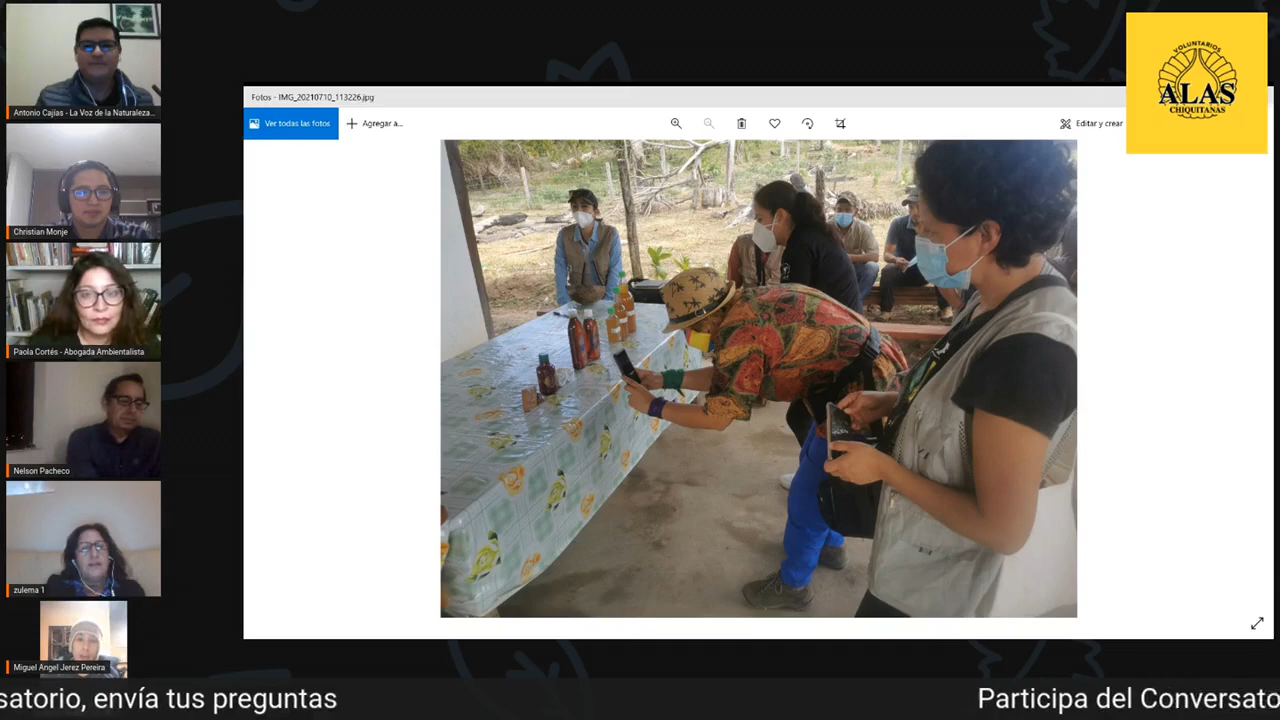 Antonio Cajías - La Voz de la Naturaleza...
Christian Monje
Paola Cortés - Abogada Ambientalista
Nelson Pacheco
zulema 1
Miguel Angel Jerez Pereira
Fotos - IMG_20210710_113226.jpg
Ver todas las fotos
Agregar a...
Editar y crear
VOLUNTARIOS
ALAS
CHIQUITANAS
satorio, envía tus preguntas
Participa del Conversato